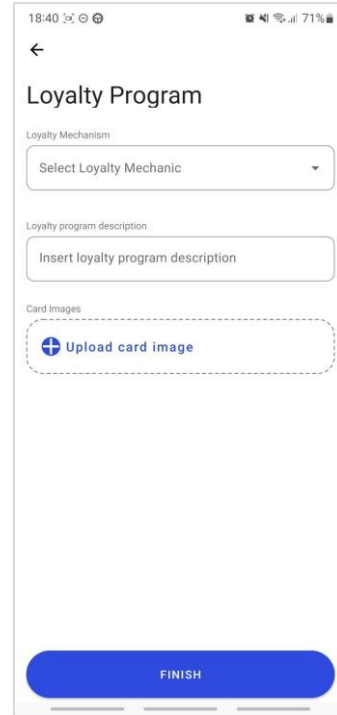 18:40 71%
Loyalty Program
Loyalty Mechanism
Select Loyalty Mechanic
Loyalty program description
Insert loyalty program description
Card Images
Upload card image
FINISH